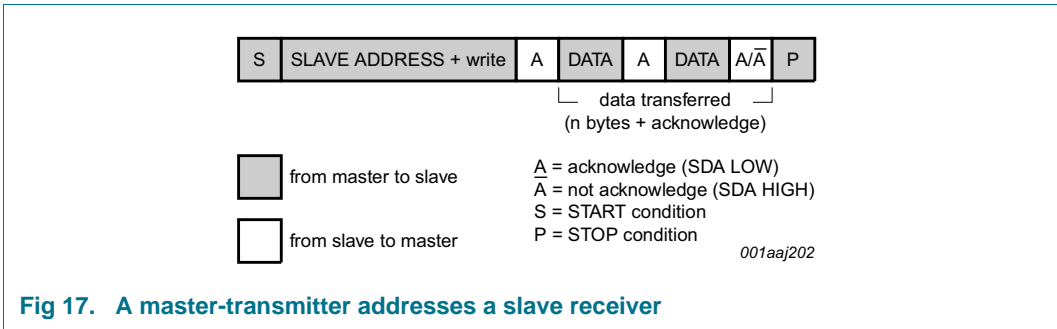 S SLAVE ADDRESS + write A DATA A DATA A/A̅ P
data transferred
(n bytes + acknowledge)
from master to slave
from slave to master
A = acknowledge (SDA LOW)
A̅ = not acknowledge (SDA HIGH)
S = START condition
P = STOP condition
001aaj202
Fig 17. A master-transmitter addresses a slave receiver